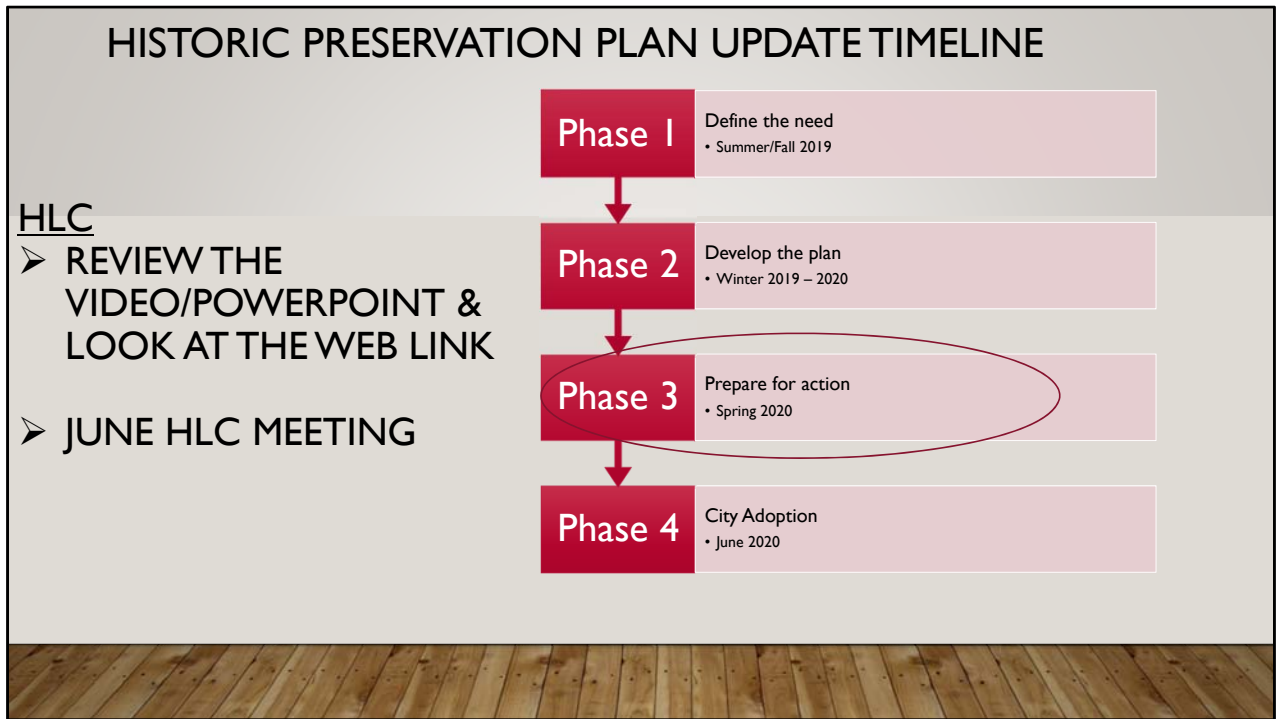 HISTORIC PRESERVATION PLAN UPDATE TIMELINE
HLC
➢ REVIEW THE
VIDEO/POWERPOINT &
LOOK AT THE WEB LINK
➢ JUNE HLC MEETING
Phase 1
Define the need
• Summer/Fall 2019
Phase 2
Develop the plan
• Winter 2019 – 2020
Phase 3
Prepare for action
• Spring 2020
Phase 4
City Adoption
• June 2020